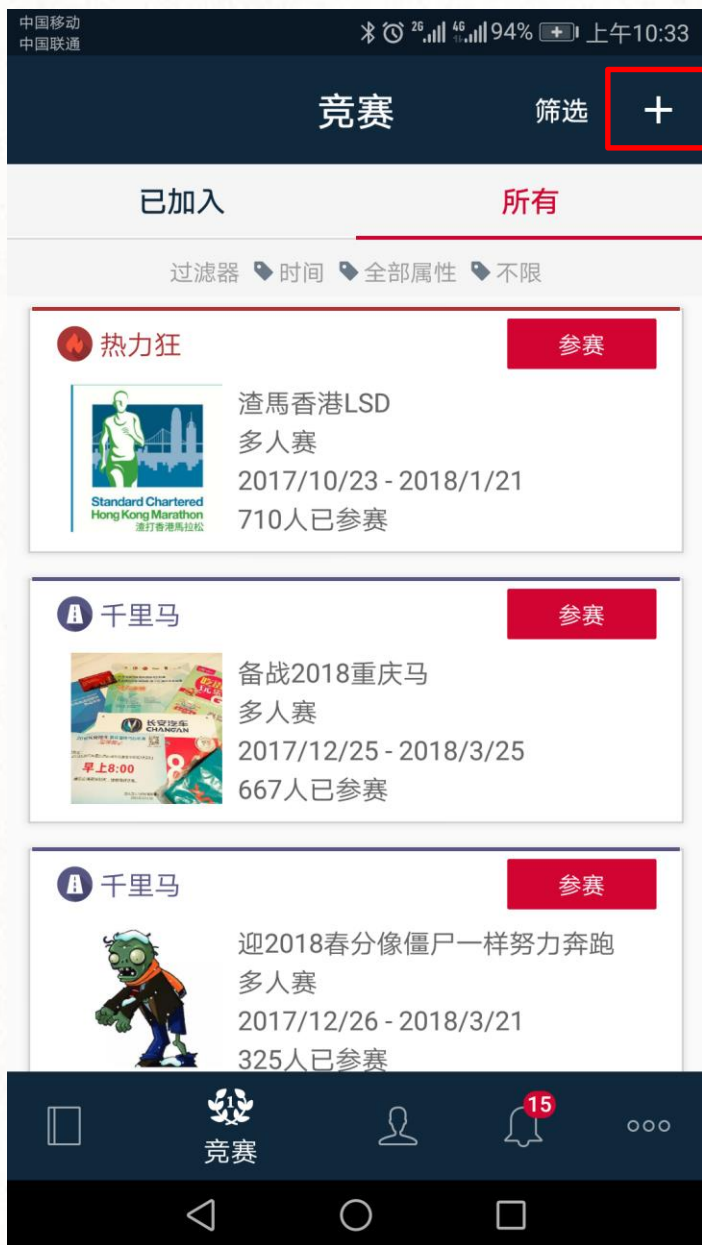 中国移动
中国联通
2G 4G 94% 上午10:33
竞赛 筛选 +
已加入 所有
过滤器 时间 全部属性 不限
热力狂 参赛
渣馬香港LSD
多人赛
2017/10/23 - 2018/1/21
710人已参赛
Standard Chartered
Hong Kong Marathon
渣打香港馬拉松
千里马 参赛
备战2018重庆马
多人赛
2017/12/25 - 2018/3/25
667人已参赛
长安汽车
CHANGAN
早上8:00
千里马 参赛
迎2018春分像僵尸一样努力奔跑
多人赛
2017/12/26 - 2018/3/21
325人已参赛
1
15
竞赛